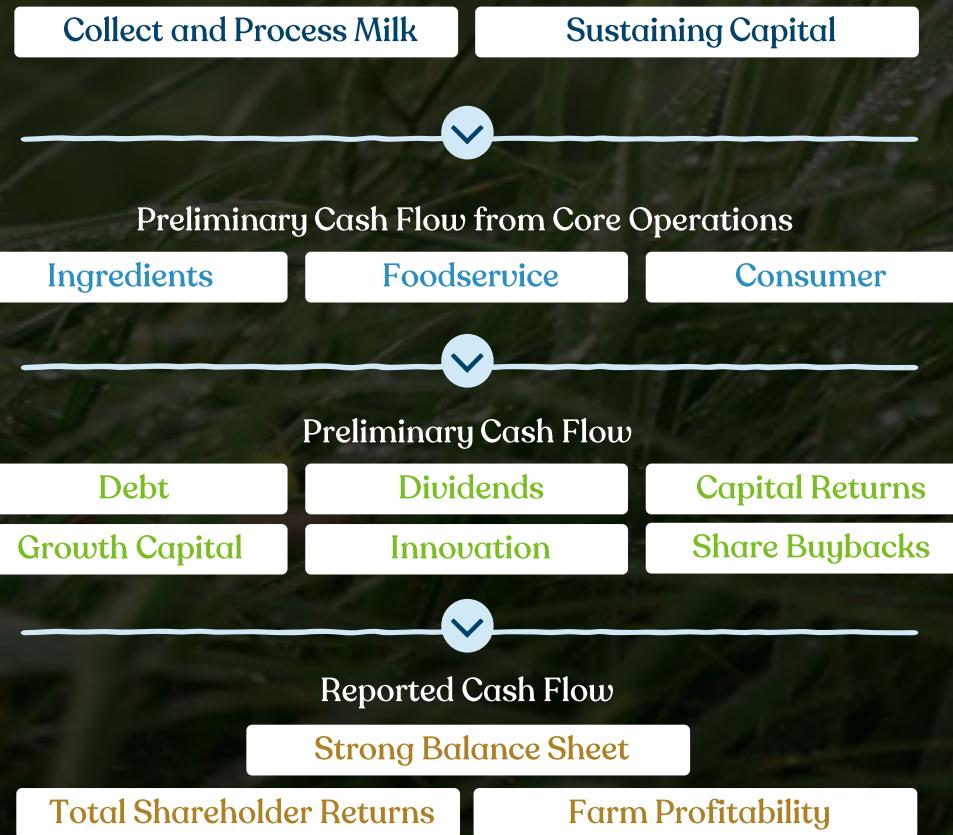 Collect and Process Milk Sustaining Capital
Preliminary Cash Flow from Core Operations
Ingredients Foodservice Consumer
Preliminary Cash Flow
Debt Dividends Capital Returns
Growth Capital Innovation Share Buybacks
Reported Cash Flow
Strong Balance Sheet
Total Shareholder Returns Farm Profitability